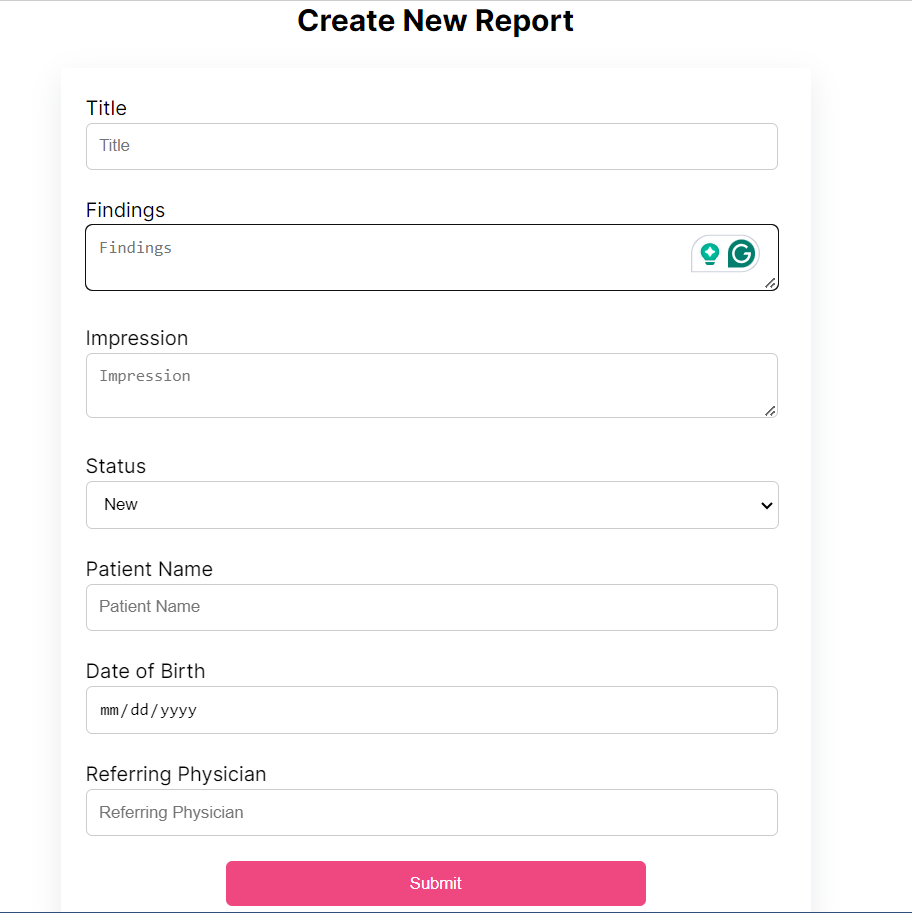 Create New Report
Title
Title
Findings
Findings
Impression
Impression
Status
New
Patient Name
Patient Name
Date of Birth
mm/dd/yyyy
Referring Physician
Referring Physician
Submit